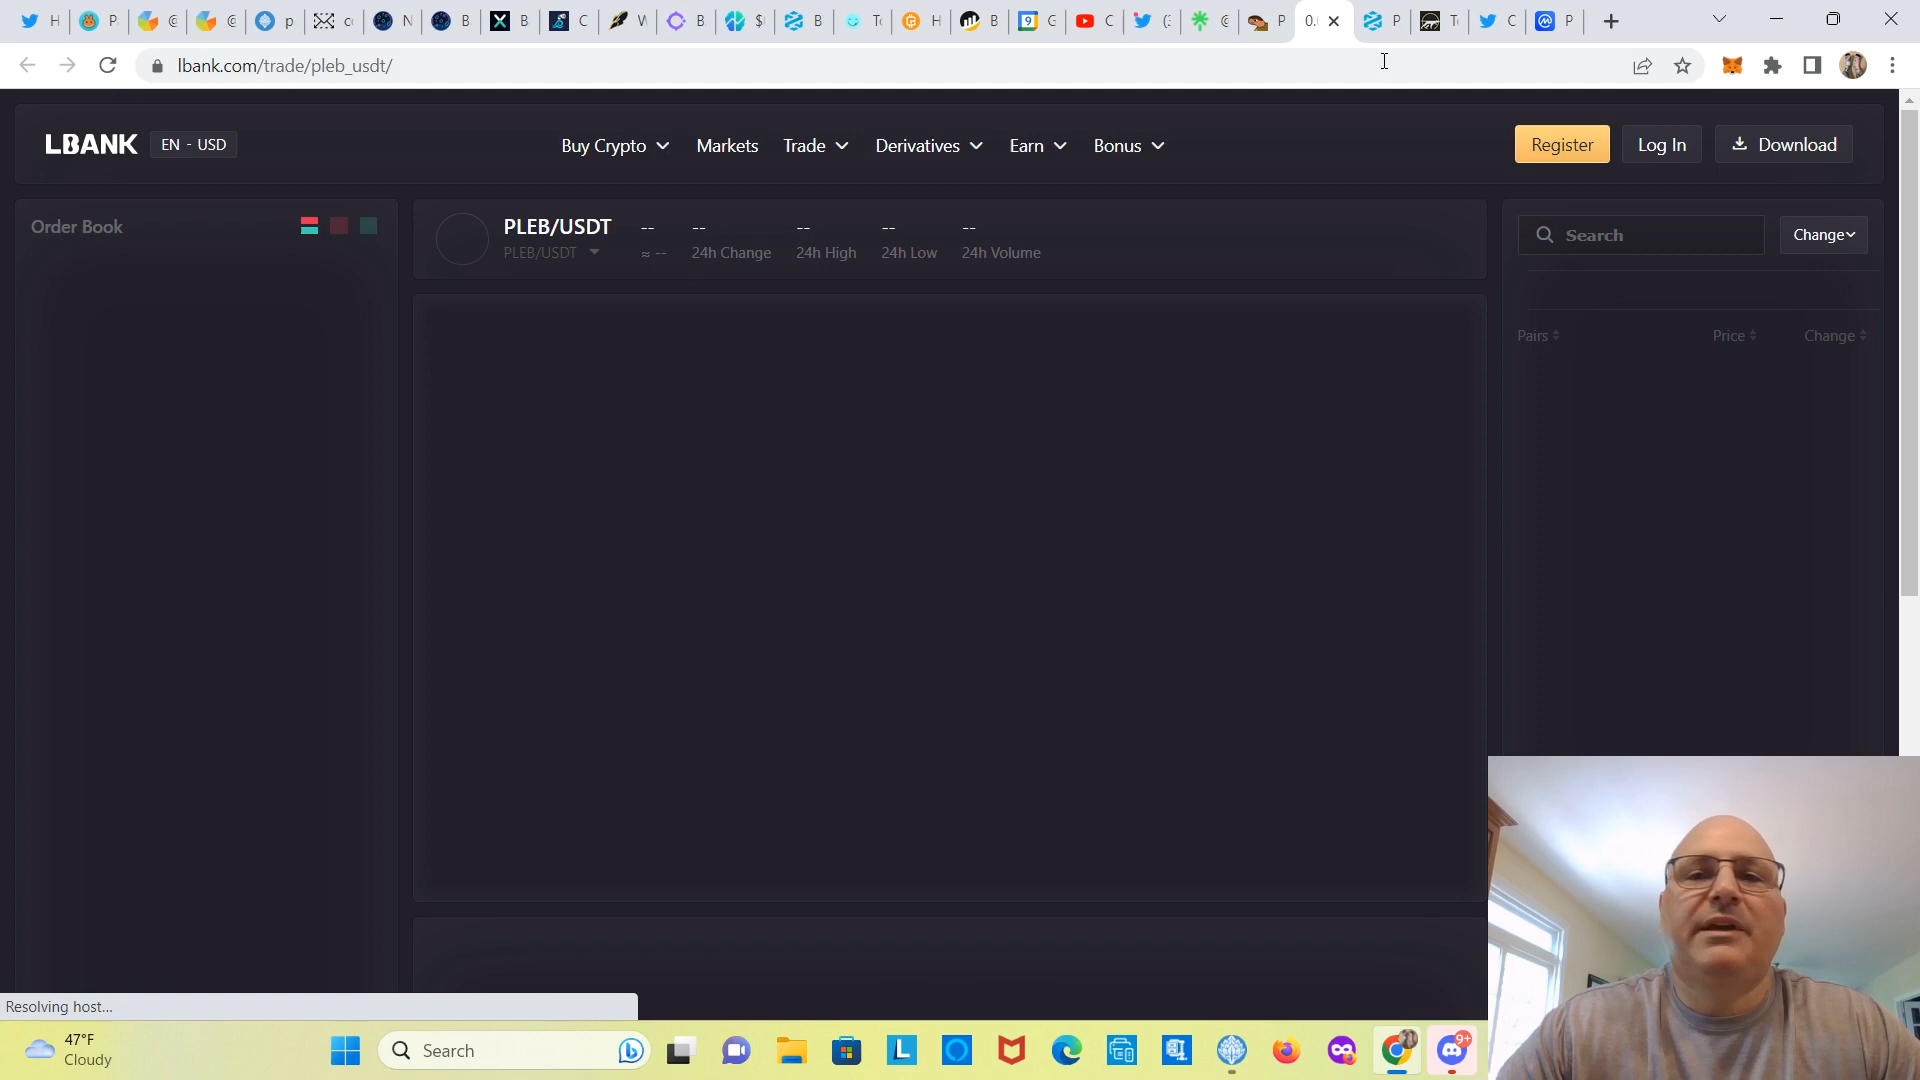 lbank.com/trade/pleb_usdt/
LBANK
EN - USD
Buy Crypto
Markets
Trade
Derivatives
Earn
Bonus
Register
Log In
Download
Order Book
PLEB/USDT
PLEB/USDT
--
≈ --
--
24h Change
--
24h High
--
24h Low
--
24h Volume
Search
Change
Pairs
Price
Change
Resolving host...
47°F
Cloudy
Search
9+